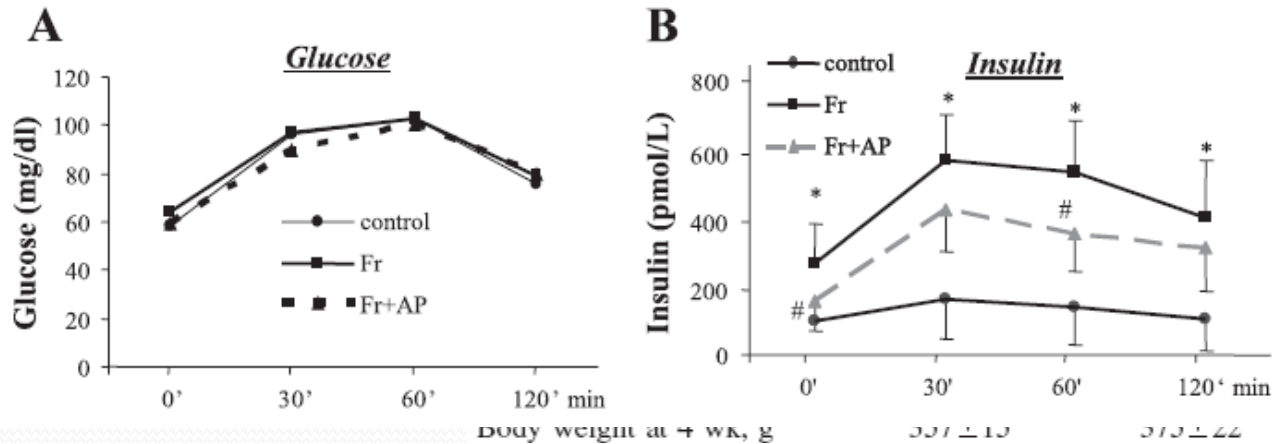 A
Glucose
120
100
80
60
40
20
0
Glucose (mg/dl)
control
Fr
Fr+AP
0’ 30’ 60’ 120’ min
B
control
Fr
Fr+AP
Insulin
800
600
400
200
0
Insulin (pmol/L)
* * * *
# #
0' 30' 60' 120‘ min
Body weight at 4 wk, g